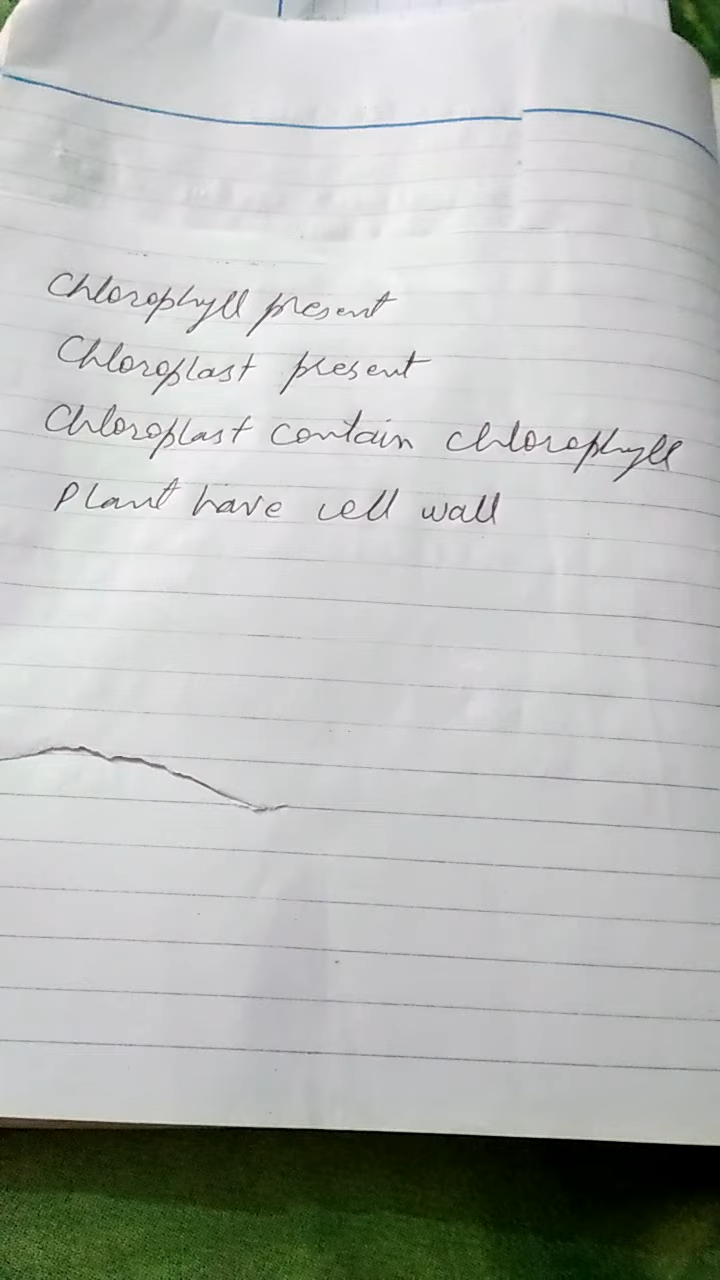 Chlorophyll present
Chloroplast present
Chloroplast contain chlorophyll
Plant have cell wall